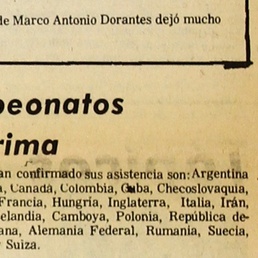 de Marco Antonio Dorantes dejó mucho
peonatos
rima
an confirmado sus asistencia son: Argentina
a, Canadá, Colombia, Cuba, Checoslovaquia,
Francia, Hungría, Inglaterra, Italia, Irán,
elandia, Camboya, Polonia, República de-
ana, Alemania Federal, Rumania, Suecia,
Suiza.